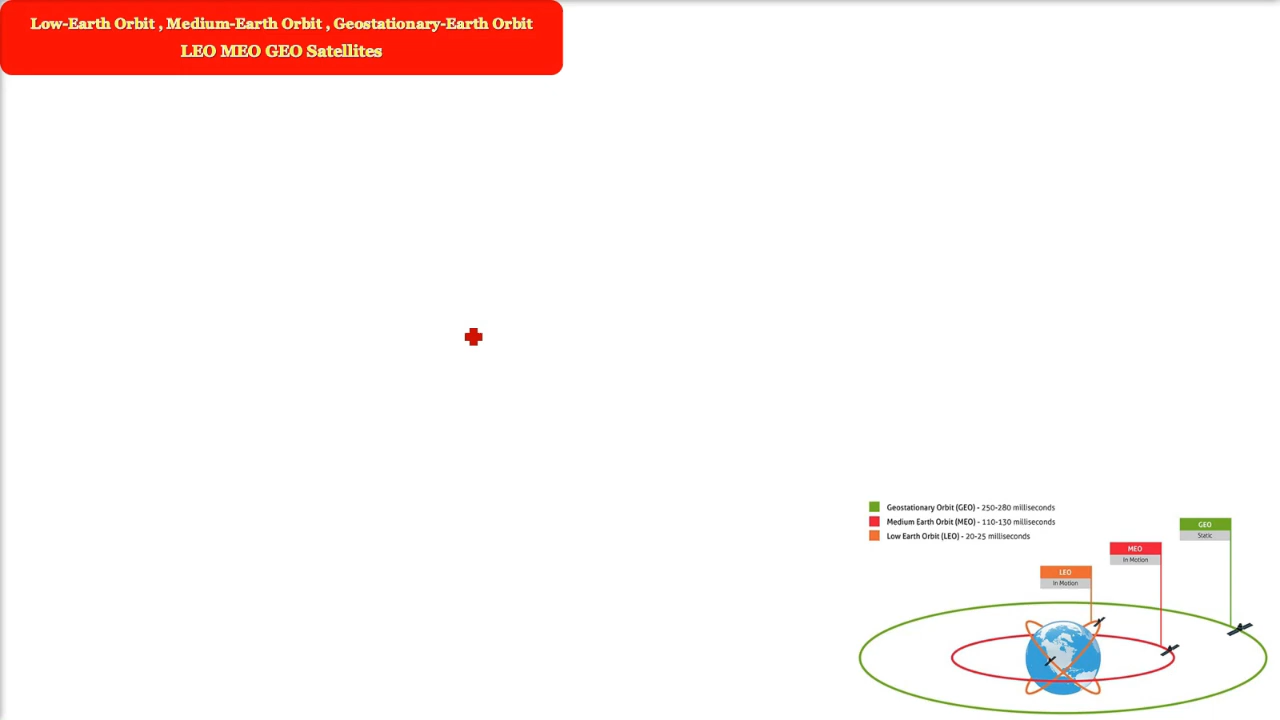 Low-Earth Orbit , Medium-Earth Orbit , Geostationary-Earth Orbit
LEO MEO GEO Satellites
Geostationary Orbit (GEO) - 250-280 milliseconds
Medium Earth Orbit (MEO) - 110-130 milliseconds
Low Earth Orbit (LEO) - 20-25 milliseconds
GEO
Static
MEO
In Motion
LEO
In Motion